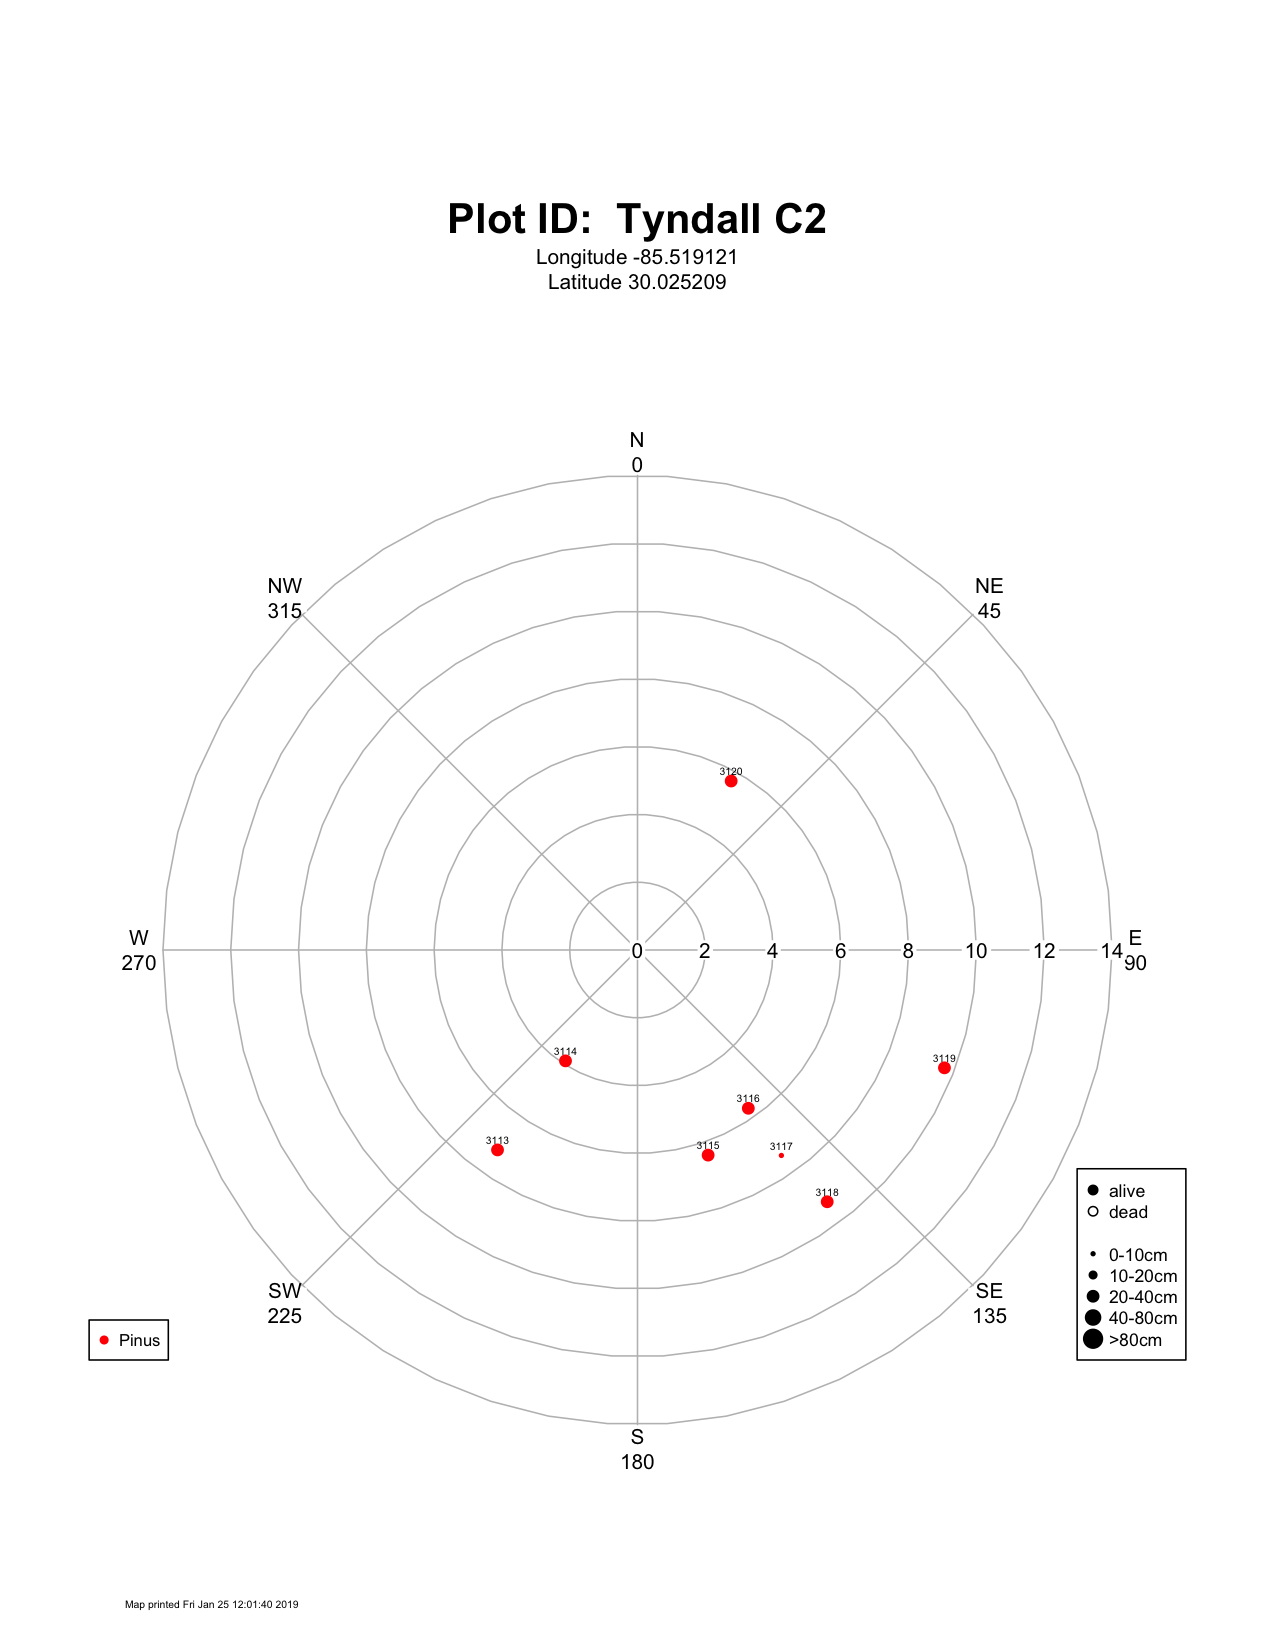 Plot ID:  Tyndall C2
Longitude -85.519121
Latitude 30.025209
N
0
NW
315
NE
45
3120
W
270
0 2 4 6 8 10 12 14
E
90
3114
3119
3116
3113
3115
3117
3118
alive
dead
0-10cm
10-20cm
20-40cm
40-80cm
>80cm
SW
225
SE
135
Pinus
S
180
Map printed Fri Jan 25 12:01:40 2019